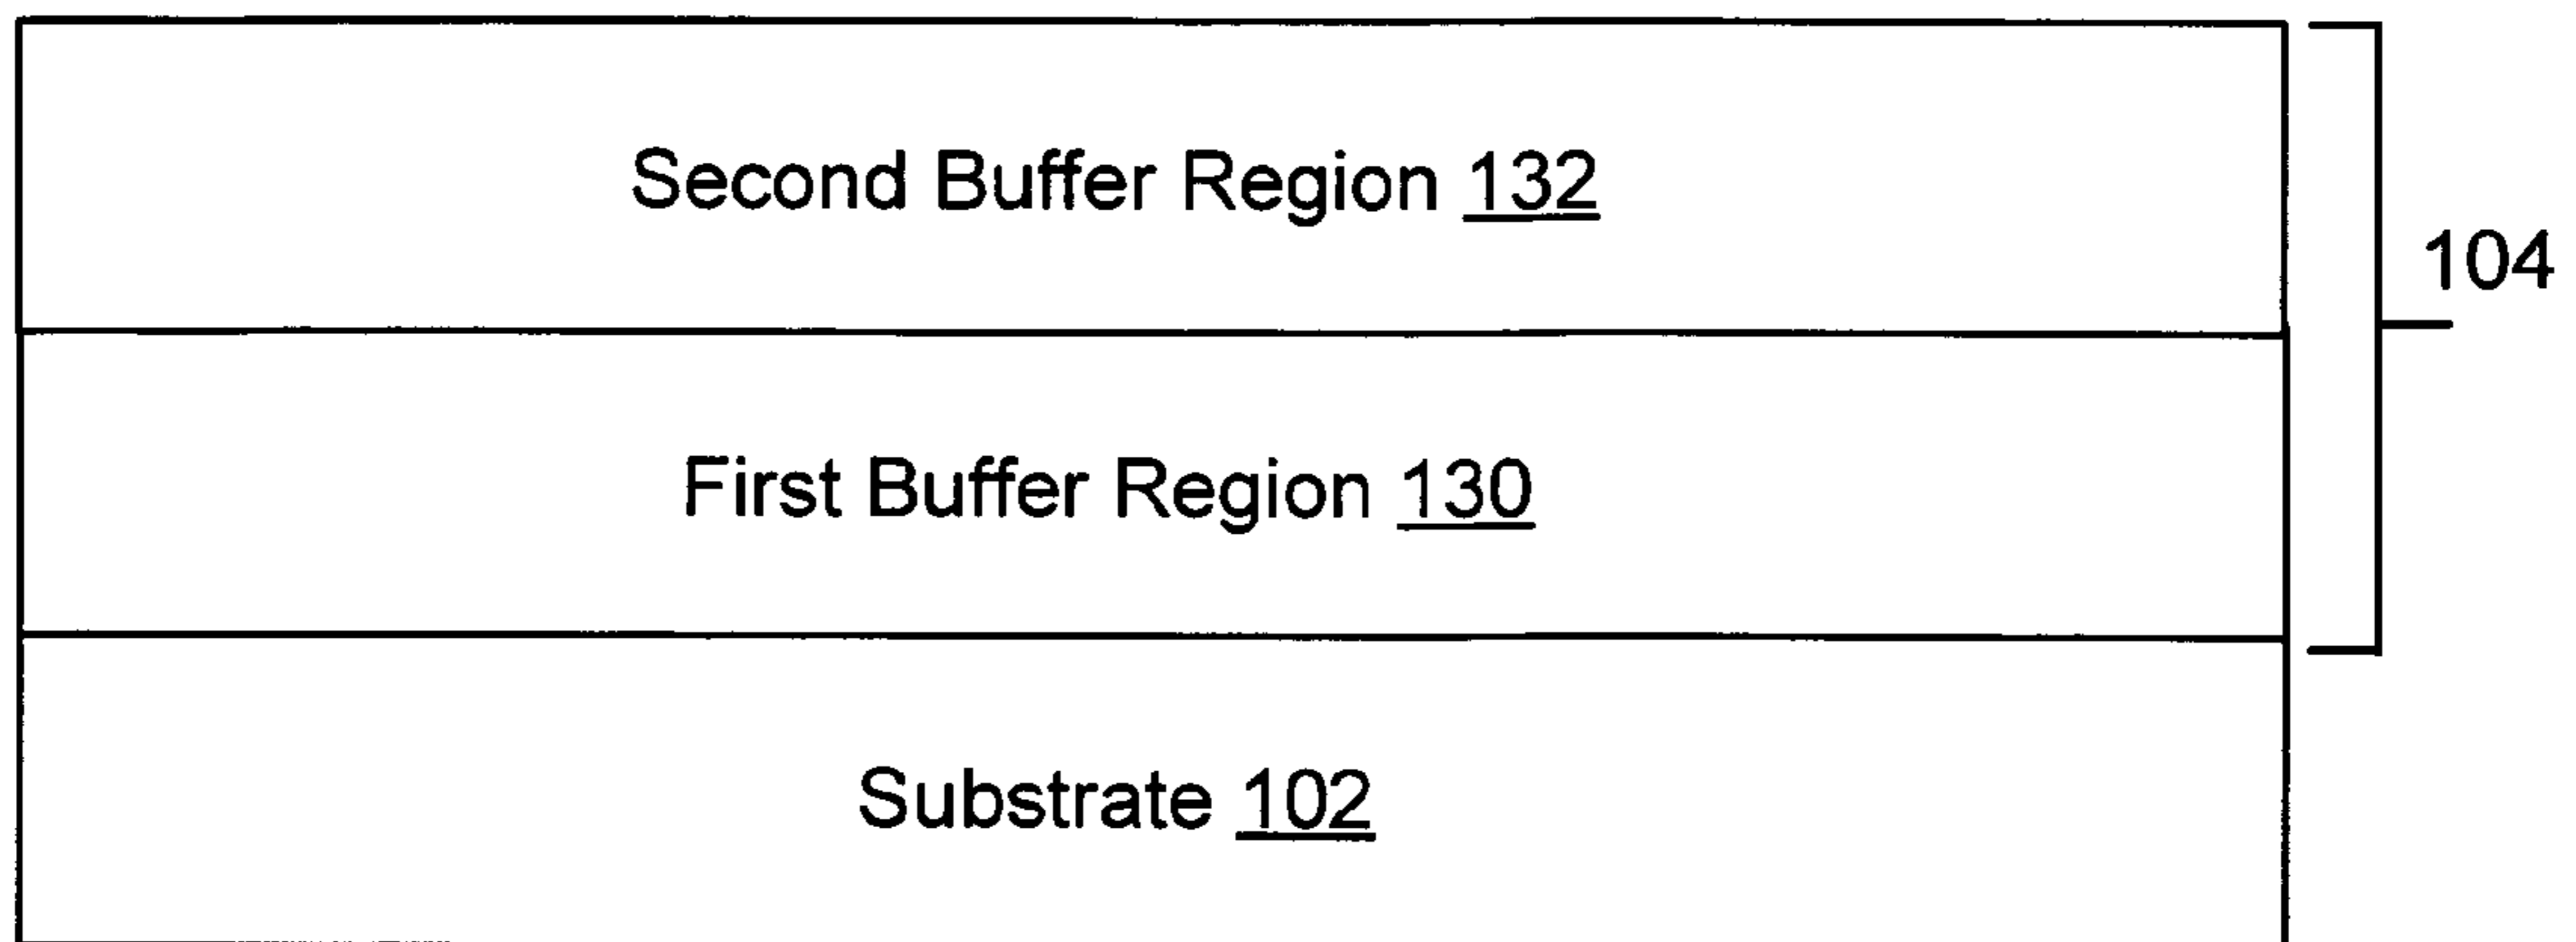 Second Buffer Region 132
104
First Buffer Region 130
Substrate 102